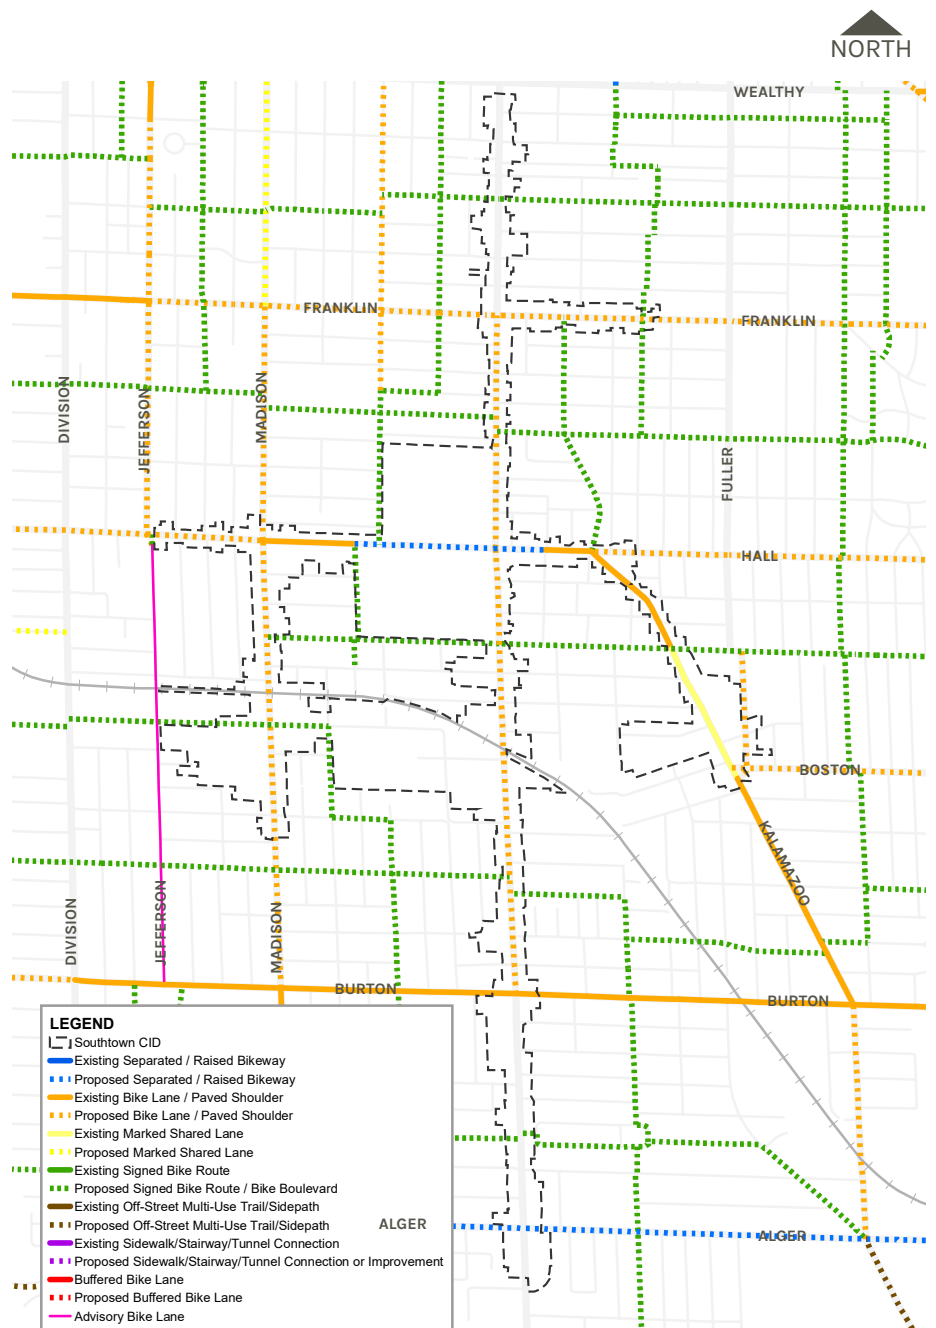 NORTH
WEALTHY
FRANKLIN
FRANKLIN
DIVISION
JEFFERSON
MADISON
FULLER
HALL
BOSTON
KALAMAZOO
DIVISION
JEFFERSON
MADISON
BURTON
BURTON
LEGEND
Southtown CID
Existing Separated / Raised Bikeway
Proposed Separated / Raised Bikeway
Existing Bike Lane / Paved Shoulder
Proposed Bike Lane / Paved Shoulder
Existing Marked Shared Lane
Proposed Marked Shared Lane
Existing Signed Bike Route
Proposed Signed Bike Route / Bike Boulevard
Existing Off-Street Multi-Use Trail/Sidepath
Proposed Off-Street Multi-Use Trail/Sidepath
Existing Sidewalk/Stairway/Tunnel Connection
Proposed Sidewalk/Stairway/Tunnel Connection or Improvement
Buffered Bike Lane
Proposed Buffered Bike Lane
Advisory Bike Lane
ALGER
ALGER